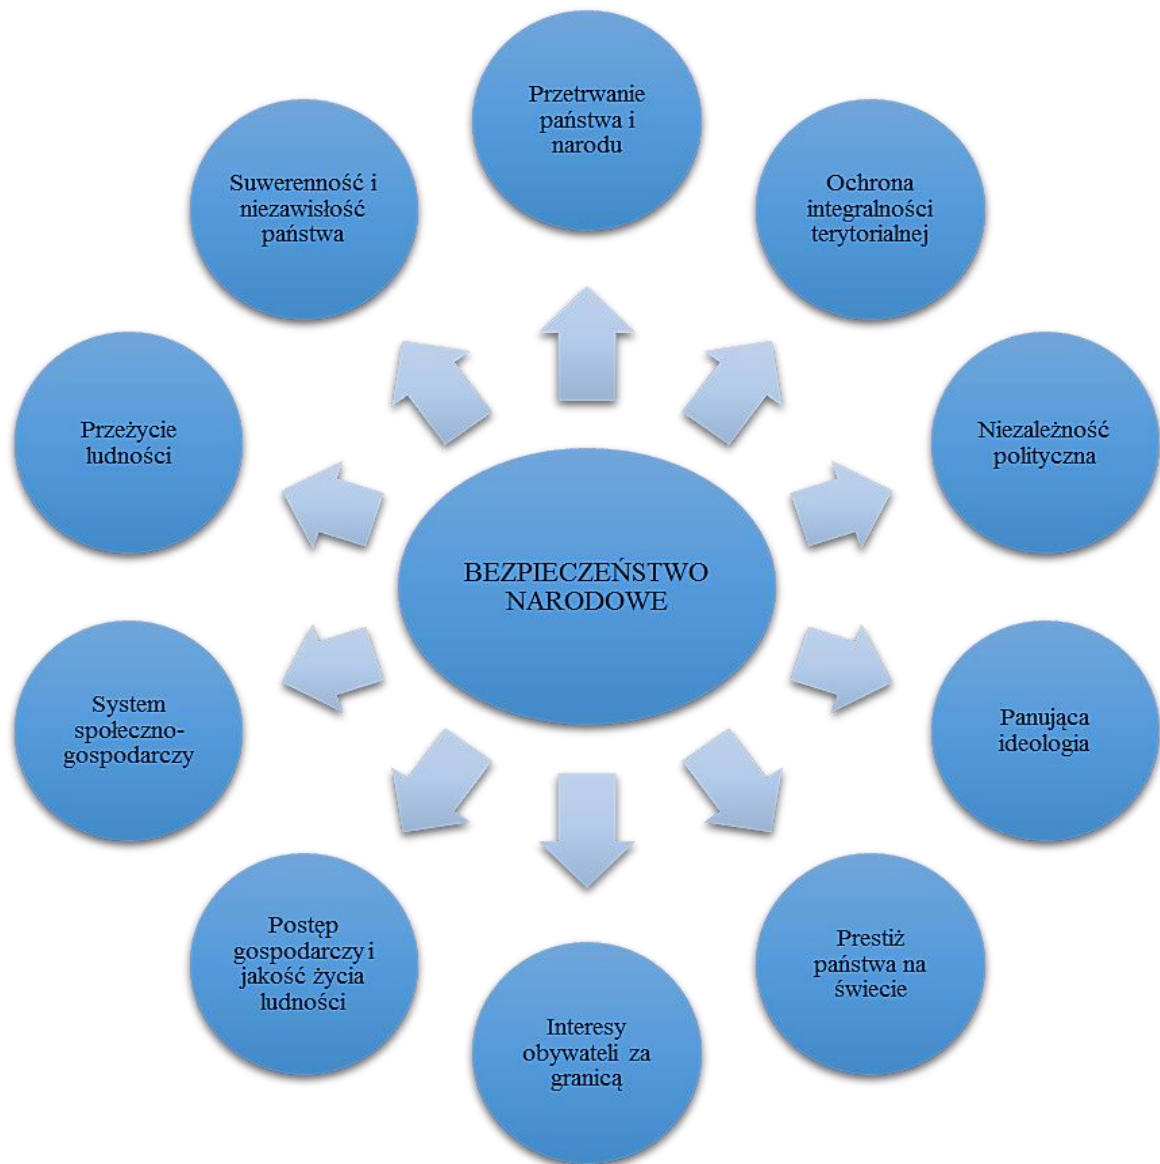 Przetrwanie
państwa i
narodu
Ochrona
integralności
terytorialnej
Niezależność
polityczna
Panująca
ideologia
Prestiż
państwa na
świecie
Interesy
obywateli za
granicą
Postęp
gospodarczy i
jakość życia
ludności
System
społeczno-
gospodarczy
Przeżycie
ludności
Suwerenność i
niezawisłość
państwa
BEZPIECZEŃSTWO
NARODOWE